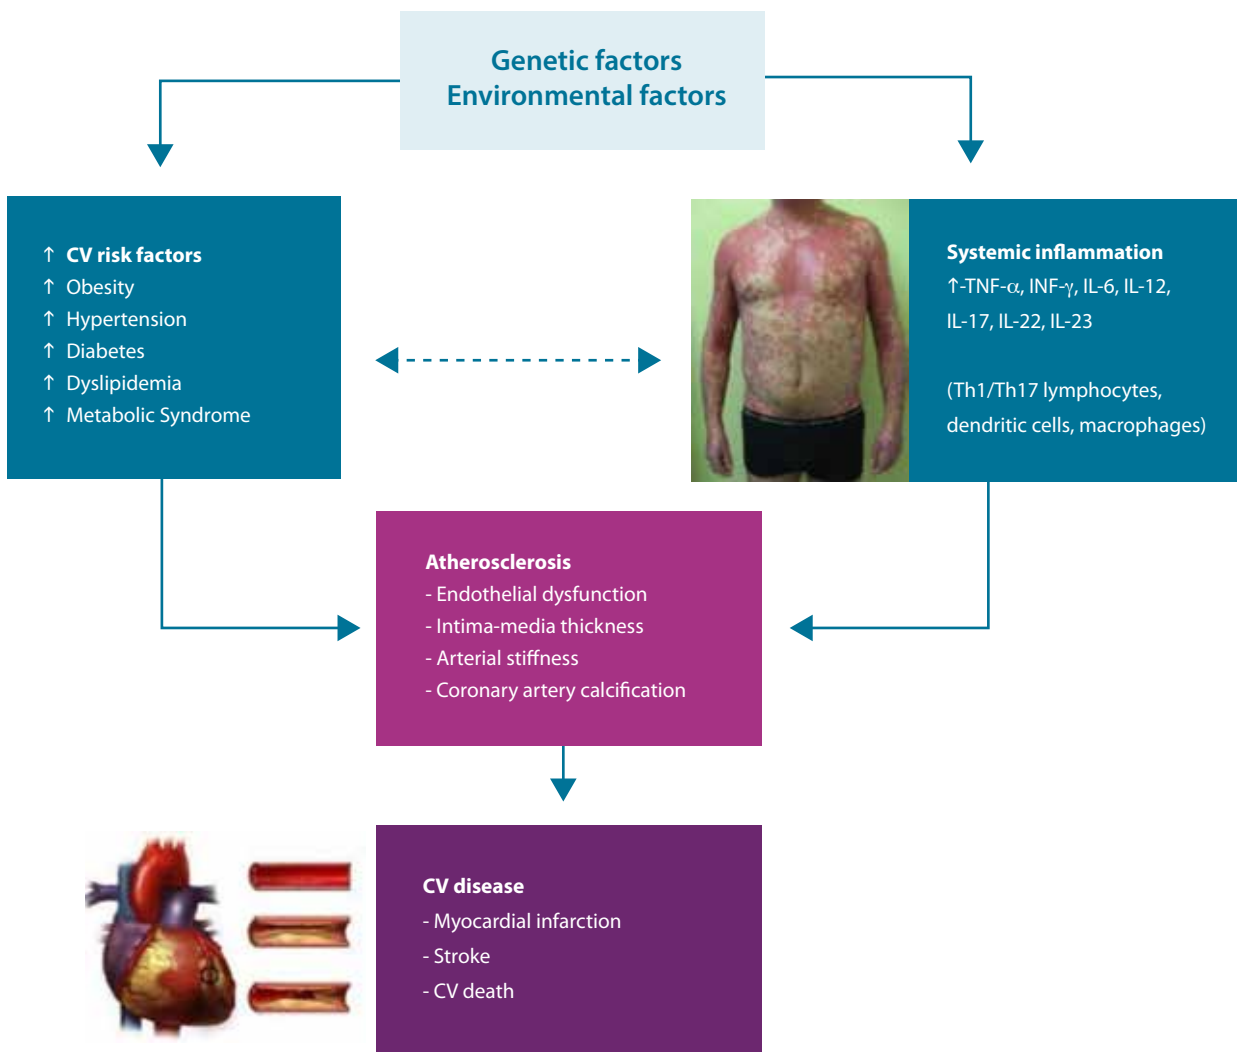 Genetic factors
Environmental factors
↑ CV risk factors
↑ Obesity
↑ Hypertension
↑ Diabetes
↑ Dyslipidemia
↑ Metabolic Syndrome
Systemic inflammation
↑-TNF-α, INF-γ, IL-6, IL-12,
IL-17, IL-22, IL-23
(Th1/Th17 lymphocytes,
dendritic cells, macrophages)
Atherosclerosis
- Endothelial dysfunction
- Intima-media thickness
- Arterial stiffness
- Coronary artery calcification
CV disease
- Myocardial infarction
- Stroke
- CV death